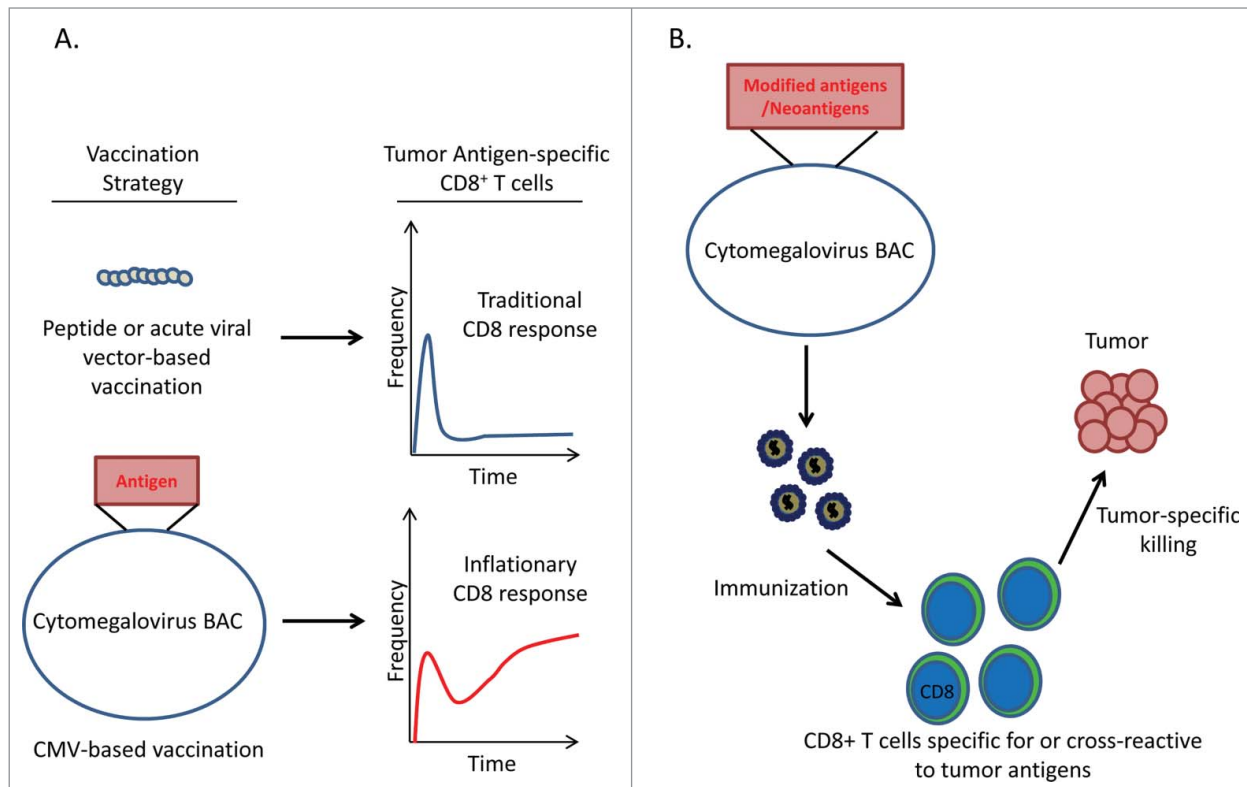 A.
Vaccination
Strategy
Tumor Antigen-specific
CD8⁺ T cells
Peptide or acute viral
vector-based
vaccination
Frequency
Traditional
CD8 response
Time
Antigen
Cytomegalovirus BAC
CMV-based vaccination
Frequency
Inflationary
CD8 response
Time
B.
Modified antigens
/Neoantigens
Cytomegalovirus BAC
Tumor
Tumor-specific
killing
Immunization
CD8
CD8+ T cells specific for or cross-reactive
to tumor antigens